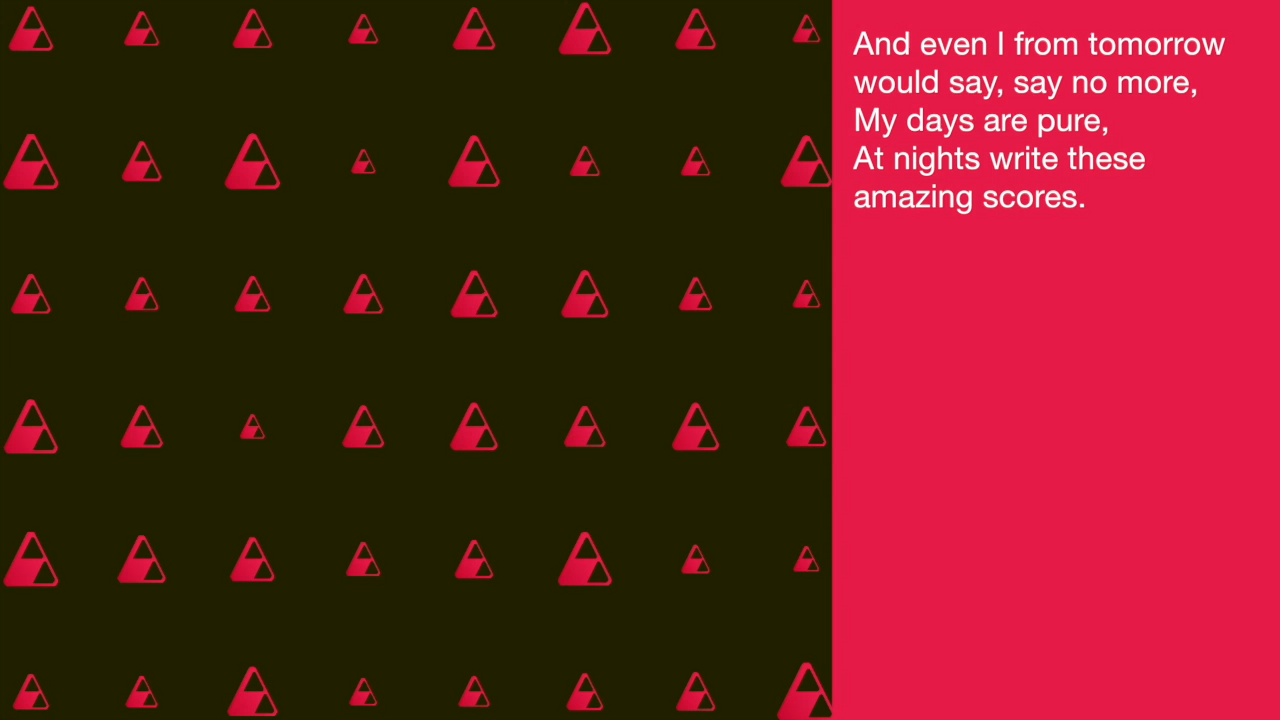 And even I from tomorrow
would say, say no more,
My days are pure,
At nights write these
amazing scores.